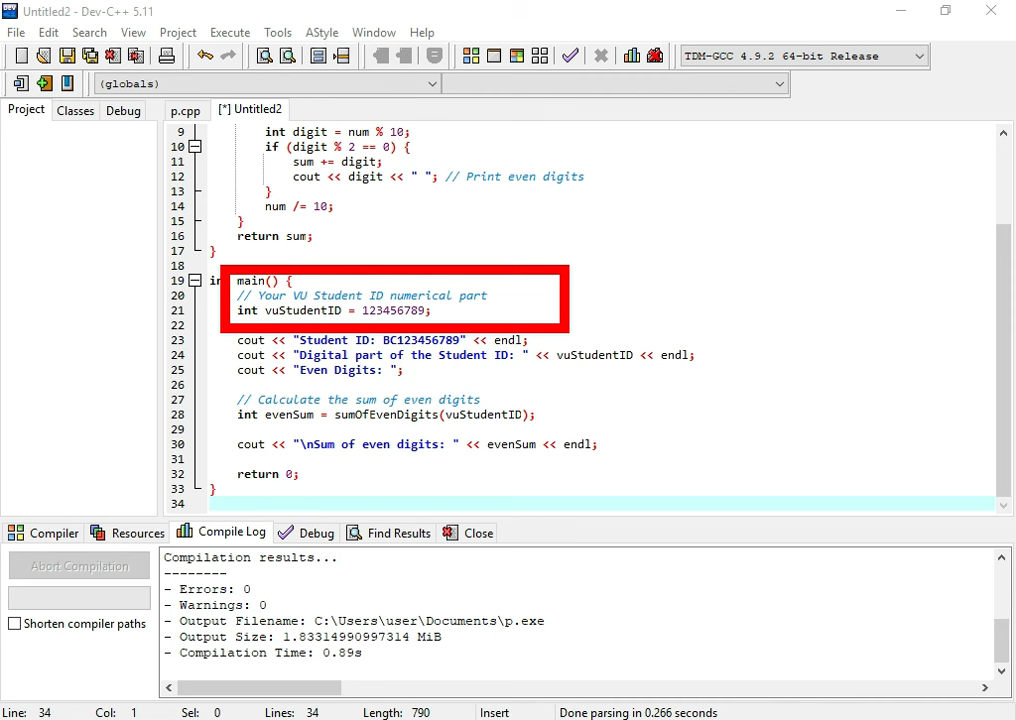 Untitled2 - Dev-C++ 5.11
File Edit Search View Project Execute Tools AStyle Window Help
TDM-GCC 4.9.2 64-bit Release
(globals)
Project Classes Debug p.cpp [*] Untitled2
9 int digit = num % 10;
10 if (digit % 2 == 0) {
11 sum += digit;
12 cout << digit << " "; // Print even digits
13 }
14 num /= 10;
15 }
16 return sum;
17 }
18
19 in main() {
20 // Your VU Student ID numerical part
21 int vuStudentID = 123456789;
22
23 cout << "Student ID: BC123456789" << endl;
24 cout << "Digital part of the Student ID: " << vuStudentID << endl;
25 cout << "Even Digits: ";
26
27 // Calculate the sum of even digits
28 int evenSum = sumOfEvenDigits(vuStudentID);
29
30 cout << "\nSum of even digits: " << evenSum << endl;
31
32 return 0;
33 }
34
Compiler Resources Compile Log Debug Find Results Close
Abort Compilation
Shorten compiler paths
Compilation results...
--------
- Errors: 0
- Warnings: 0
- Output Filename: C:\Users\user\Documents\p.exe
- Output Size: 1.83314990997314 MiB
- Compilation Time: 0.89s
Line: 34 Col: 1 Sel: 0 Lines: 34 Length: 790 Insert Done parsing in 0.266 seconds